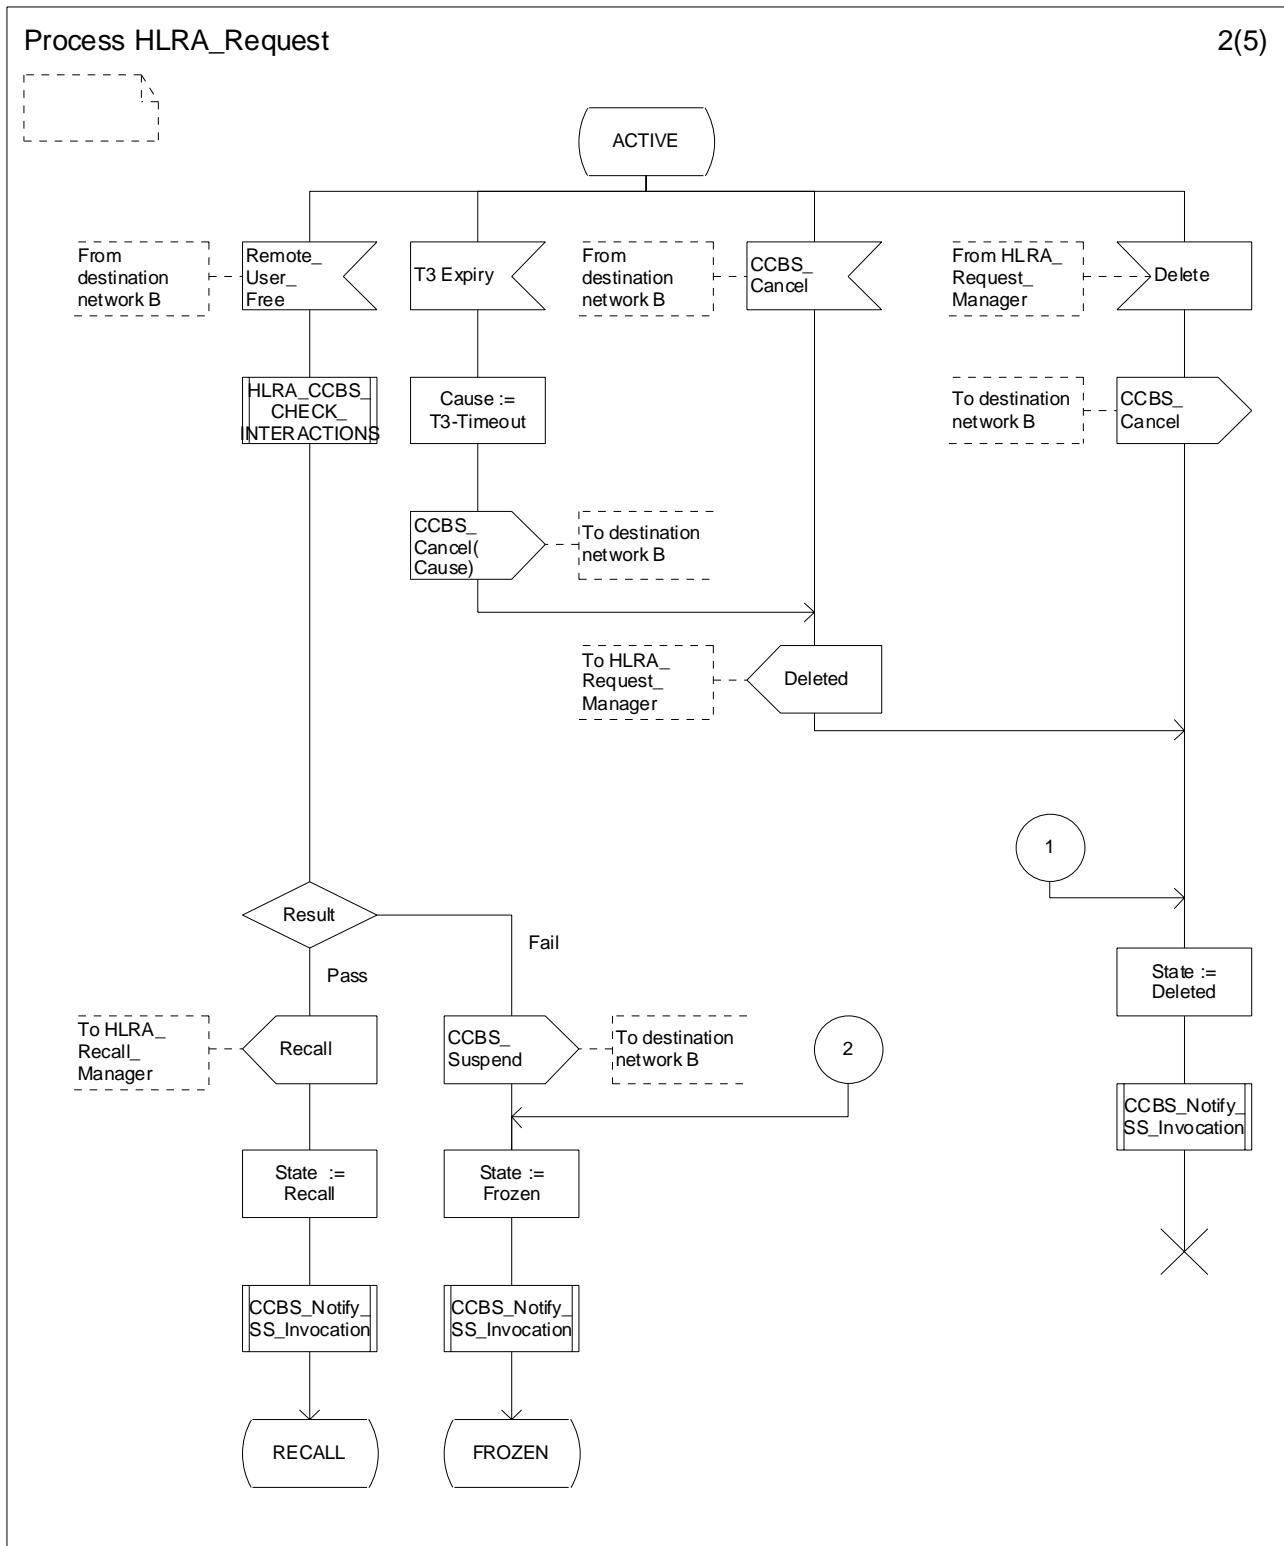 Process HLRA_Request
2(5)
ACTIVE
From
destination
network B
Remote_
User_
Free
T3 Expiry
From
destination
network B
CCBS_
Cancel
From HLRA_
Request_
Manager
Delete
HLRA_CCBS_
CHECK_
INTERACTIONS
Cause :=
T3-Timeout
To destination
network B
CCBS_
Cancel
CCBS_
Cancel(
Cause)
To destination
network B
To HLRA_
Request_
Manager
Deleted
1
Result
Fail
Pass
State :=
Deleted
To HLRA_
Recall_
Manager
Recall
CCBS_
Suspend
To destination
network B
2
CCBS_Notify_
SS_Invocation
State :=
Recall
State :=
Frozen
CCBS_Notify_
SS_Invocation
CCBS_Notify_
SS_Invocation
RECALL
FROZEN